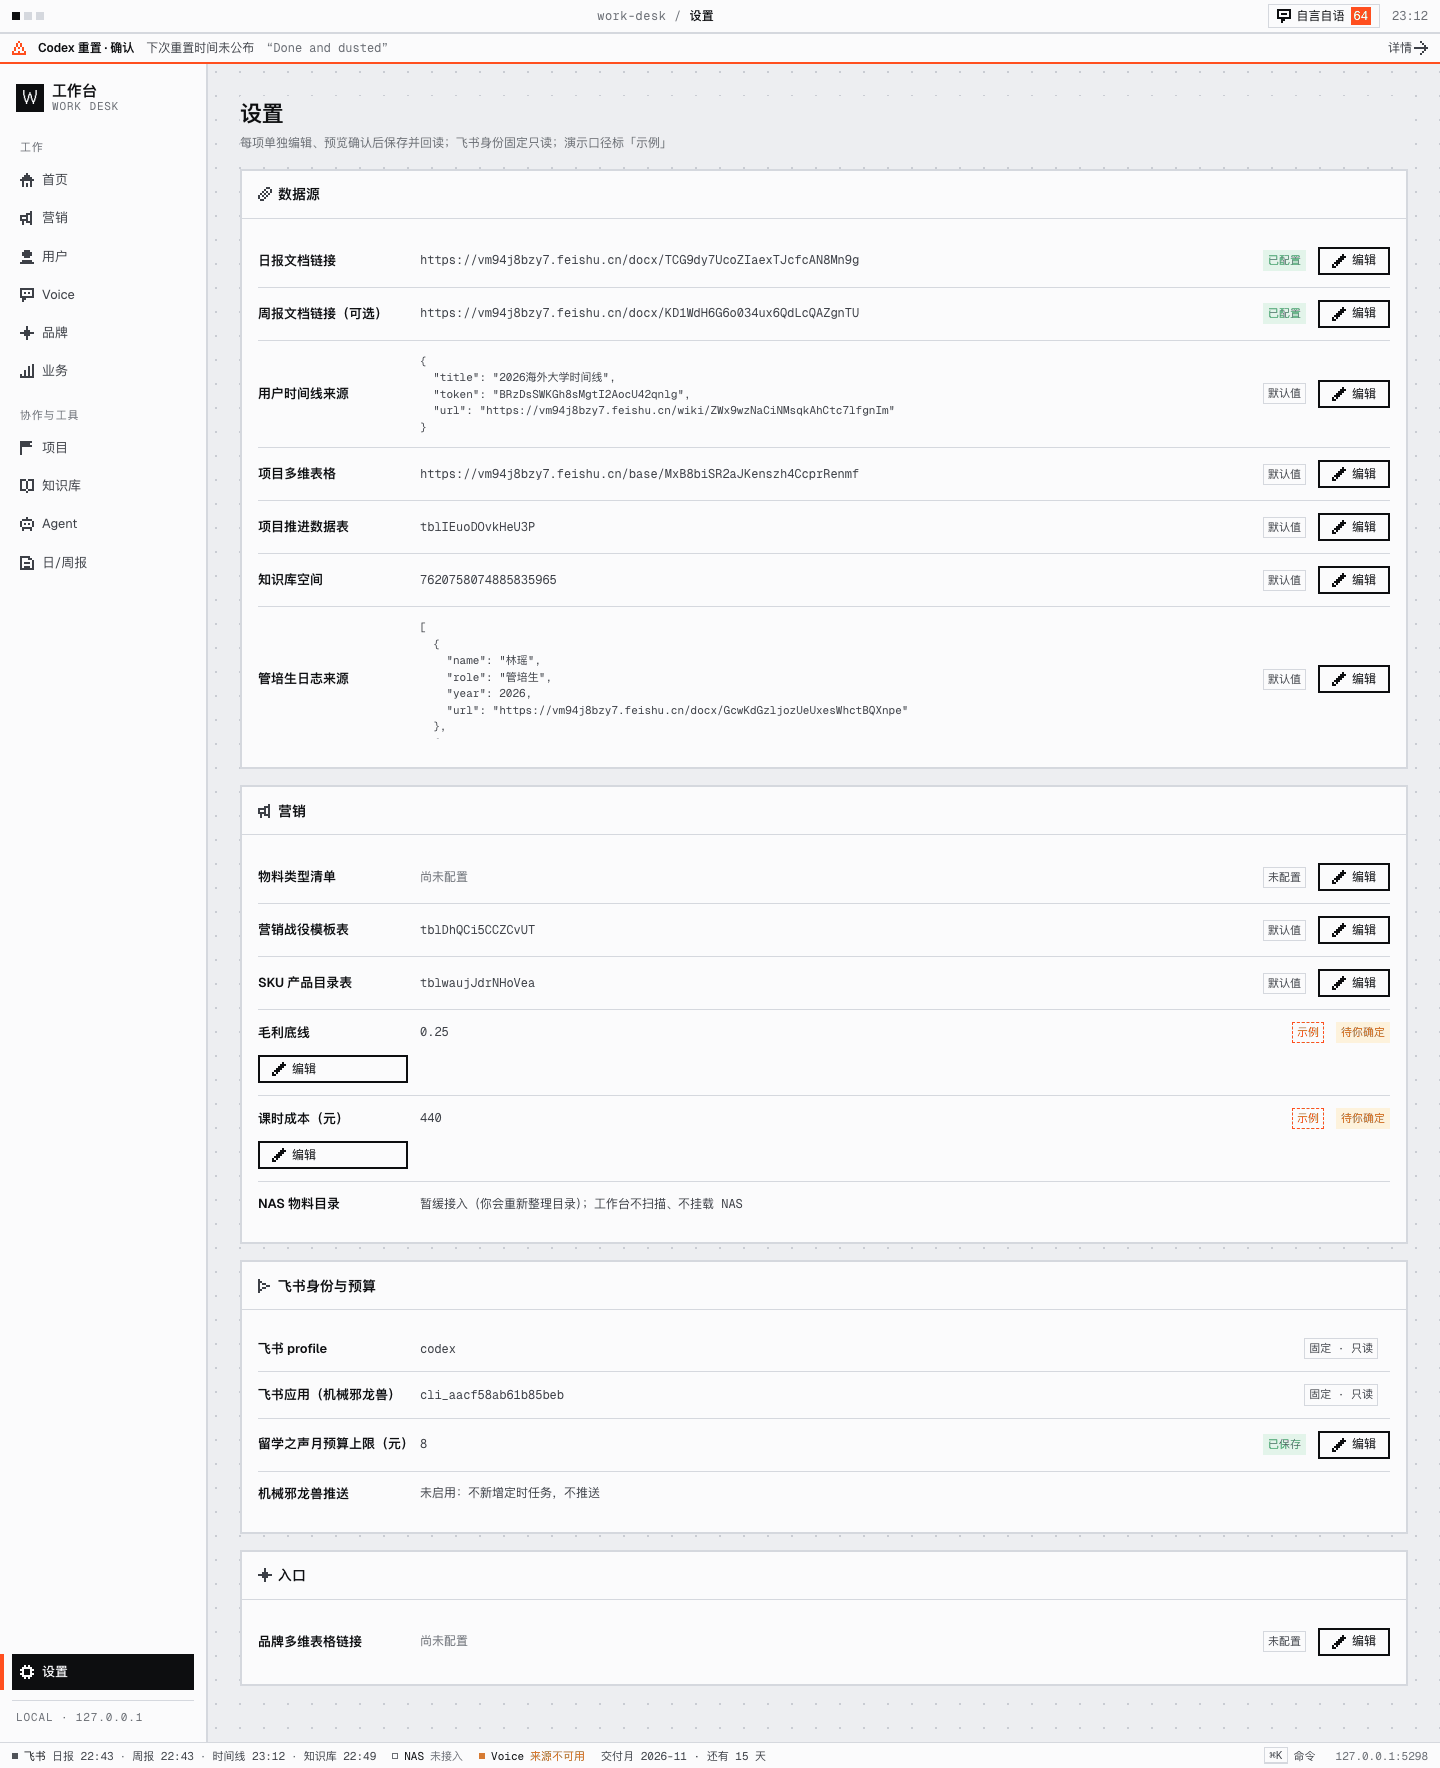 work-desk / 设置
自言自语 64
23:12
Codex 重置·确认 下次重置时间未公布 “Done and dusted”
详情
W 工作台
WORK DESK
工作
首页
营销
用户
Voice
品牌
业务
协作与工具
项目
知识库
Agent
日/周报
设置
LOCAL · 127.0.0.1
设置
每项单独编辑、预览确认后保存并回读；飞书身份固定只读；演示口径标「示例」
数据源
日报文档链接 https://vm94j8bzy7.feishu.cn/docx/TCG9dy7UcoZIaexTJcfcAN8Mn9g 已配置 编辑
周报文档链接（可选） https://vm94j8bzy7.feishu.cn/docx/KD1WdH6G6o034ux6QdLcQAZgnTU 已配置 编辑
用户时间线来源
{
"title": "2026海外大学时间线",
"token": "BRzDsSWKGh8sMgtI2AocU42qnlg",
"url": "https://vm94j8bzy7.feishu.cn/wiki/ZWx9wzNaCiNMsqkAhCtc7lfgnIm"
}
默认值 编辑
项目多维表格 https://vm94j8bzy7.feishu.cn/base/MxB8biSR2aJKenszh4CcprRenmf 默认值 编辑
项目推进数据表 tblIEuoDOvkHeU3P 默认值 编辑
知识库空间 7620758074885835965 默认值 编辑
管培生日志来源
[
{
"name": "林瑶",
"role": "管培生",
"year": 2026,
"url": "https://vm94j8bzy7.feishu.cn/docx/GcwKdGzljozUeUxesWhctBQXnpe"
},
默认值 编辑
营销
物料类型清单 尚未配置 未配置 编辑
营销战役模板表 tblDhQCi5CCZCvUT 默认值 编辑
SKU 产品目录表 tblwaujJdrNHoVea 默认值 编辑
毛利底线 0.25 示例 待你确定
编辑
课时成本（元） 440 示例 待你确定
编辑
NAS 物料目录 暂缓接入（你会重新整理目录）；工作台不扫描、不挂载 NAS
飞书身份与预算
飞书 profile codex 固定 · 只读
飞书应用（机械邪龙兽） cli_aacf58ab61b85beb 固定 · 只读
留学之声月预算上限（元） 8 已保存 编辑
机械邪龙兽推送 未启用：不新增定时任务，不推送
入口
品牌多维表格链接 尚未配置 未配置 编辑
飞书 日报 22:43 · 周报 22:43 · 时间线 23:12 · 知识库 22:49 NAS 未接入 Voice 来源不可用 交付月 2026-11 · 还有 15 天 ⌘K 命令 127.0.0.1:5298